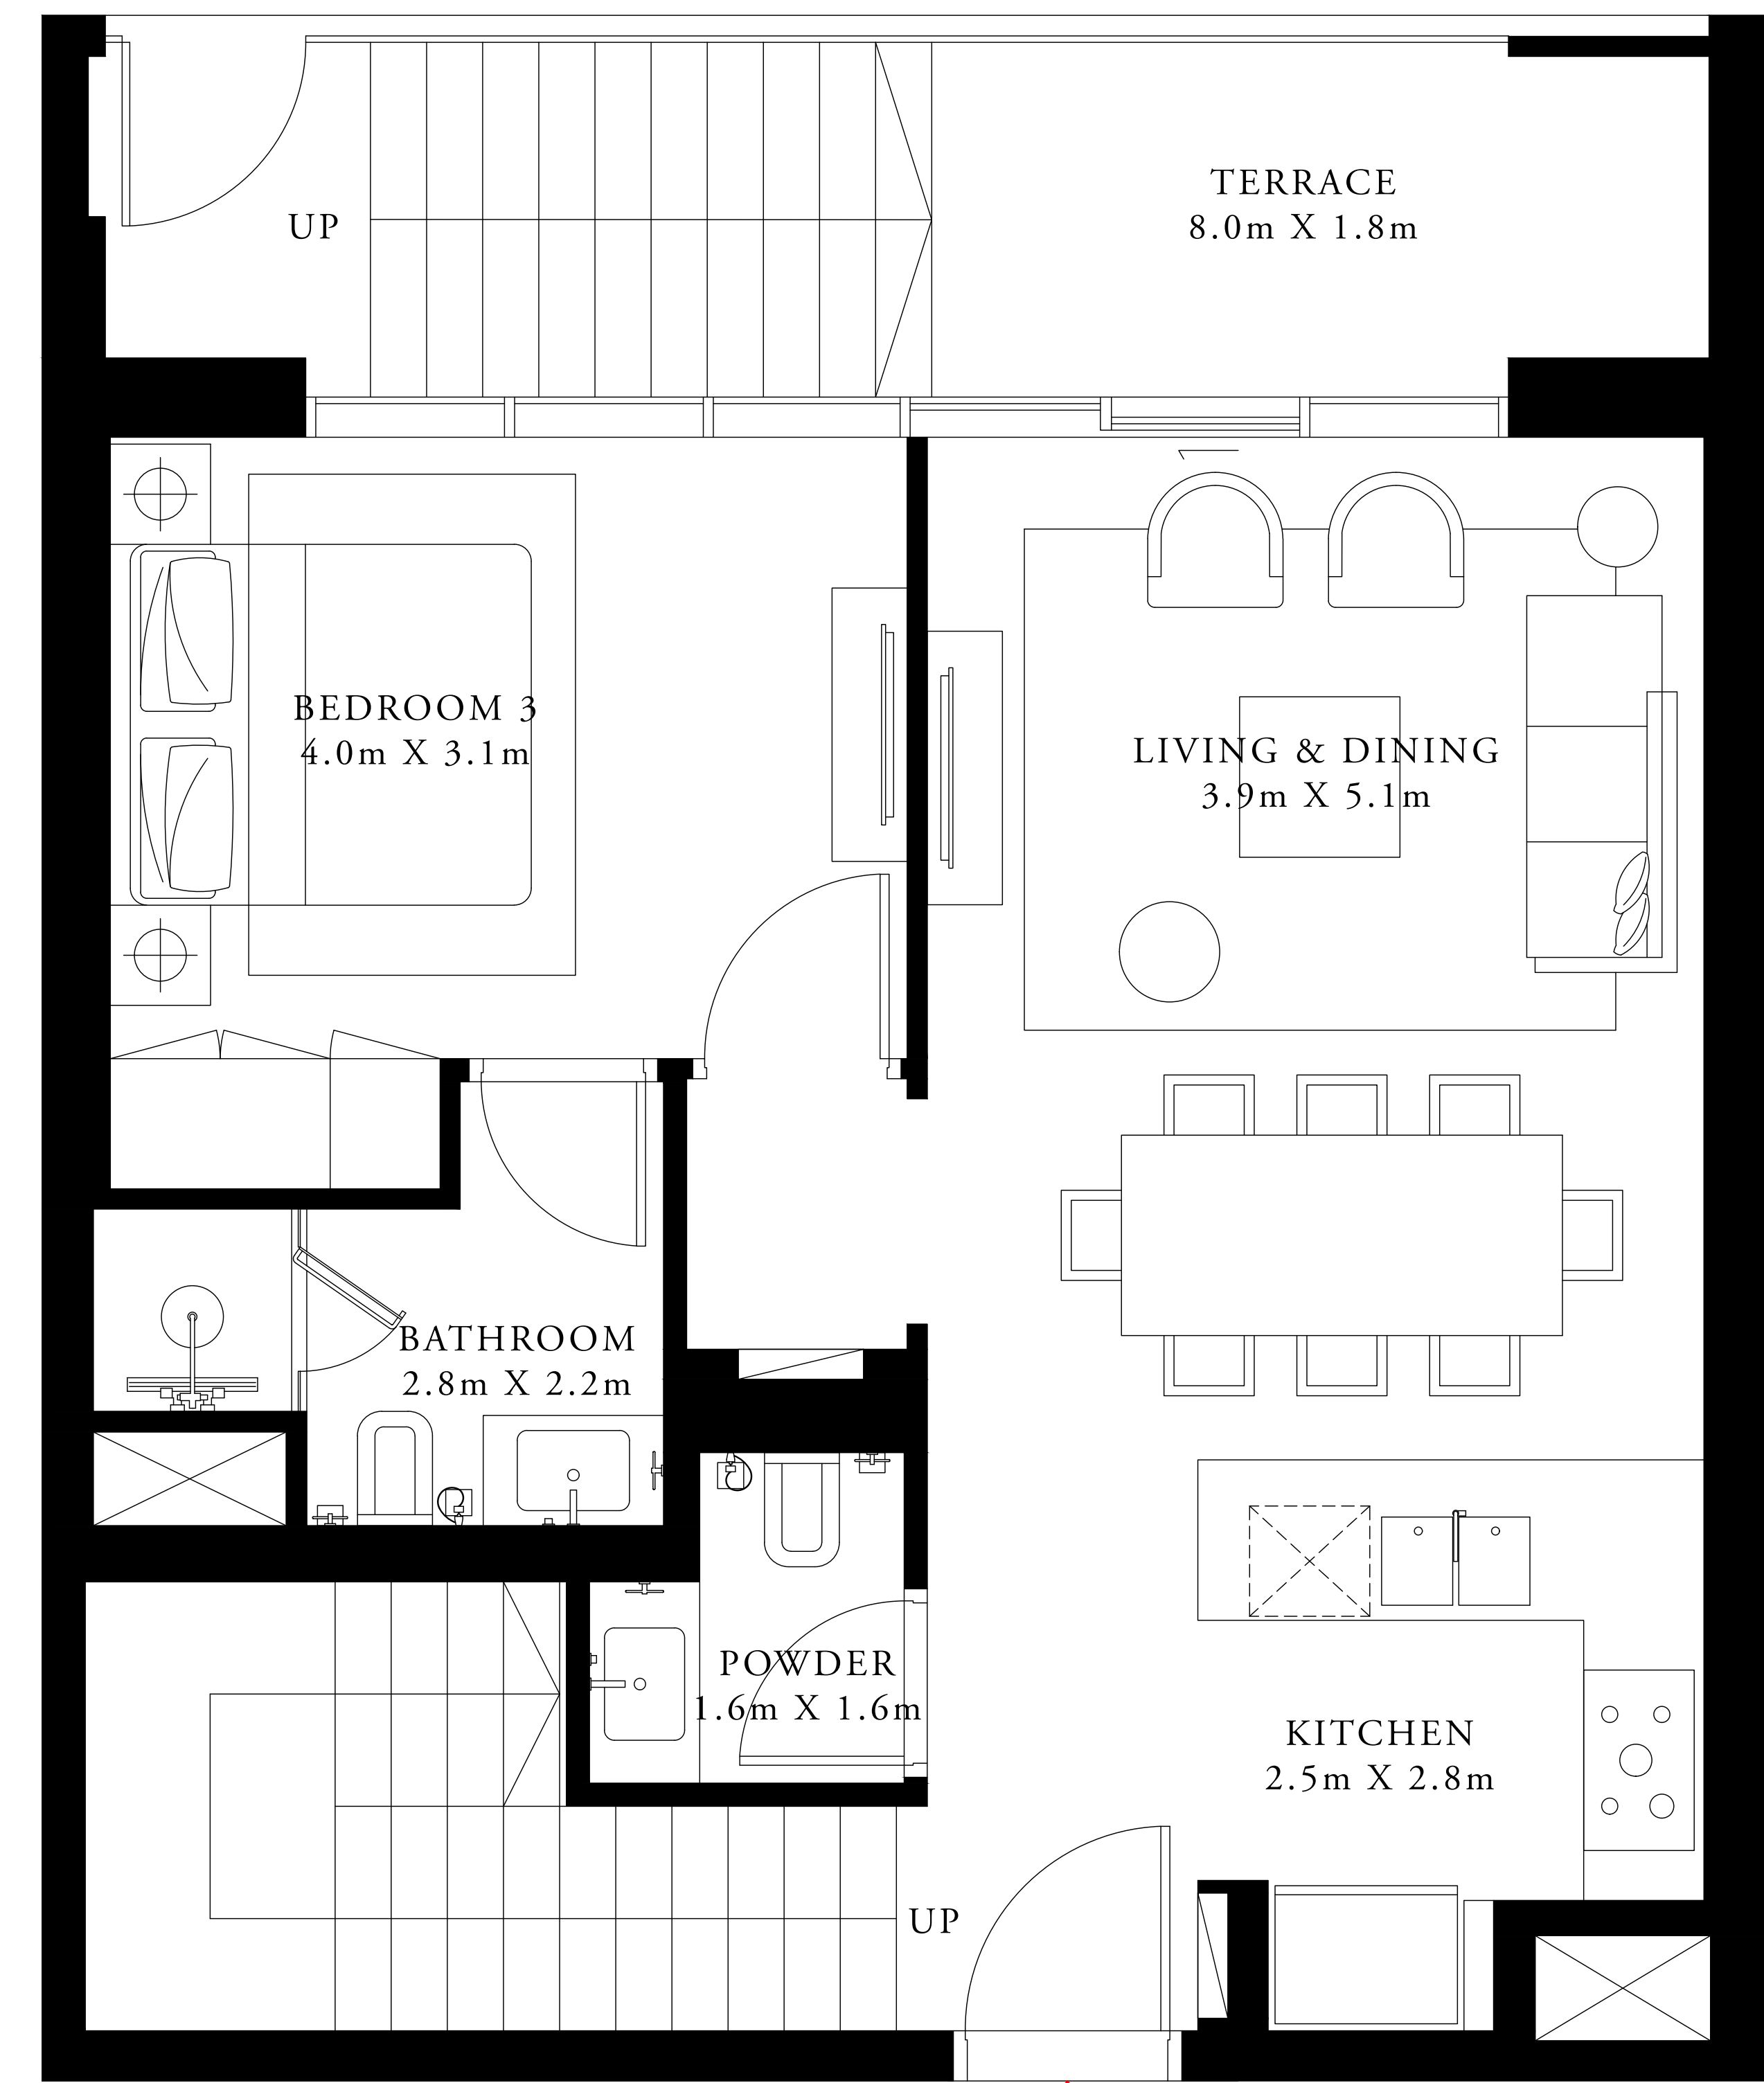 TERRACE
8.0m X 1.8m
UP
BEDROOM 3
4.0m X 3.1m
LIVING & DINING
3.9m X 5.1m
BATHROOM
2.8m X 2.2m
POWDER
1.6m X 1.6m
KITCHEN
2.5m X 2.8m
UP